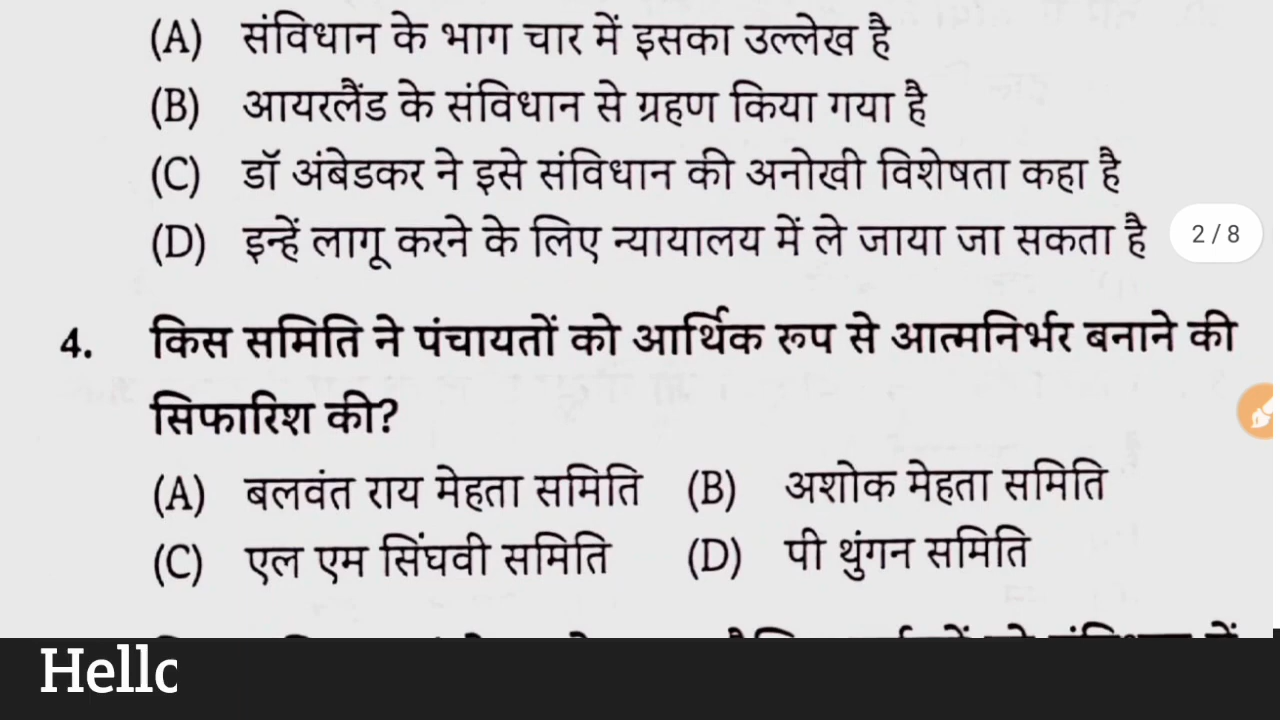 (A) संविधान के भाग चार में इसका उल्लेख है
(B) आयरलैंड के संविधान से ग्रहण किया गया है
(C) डॉ अंबेडकर ने इसे संविधान की अनोखी विशेषता कहा है
(D) इन्हें लागू करने के लिए न्यायालय में ले जाया जा सकता है
2 / 8
4. किस समिति ने पंचायतों को आर्थिक रूप से आत्मनिर्भर बनाने की
सिफारिश की?
(A) बलवंत राय मेहता समिति (B) अशोक मेहता समिति
(C) एल एम सिंघवी समिति (D) पी थुंगन समिति
Hell